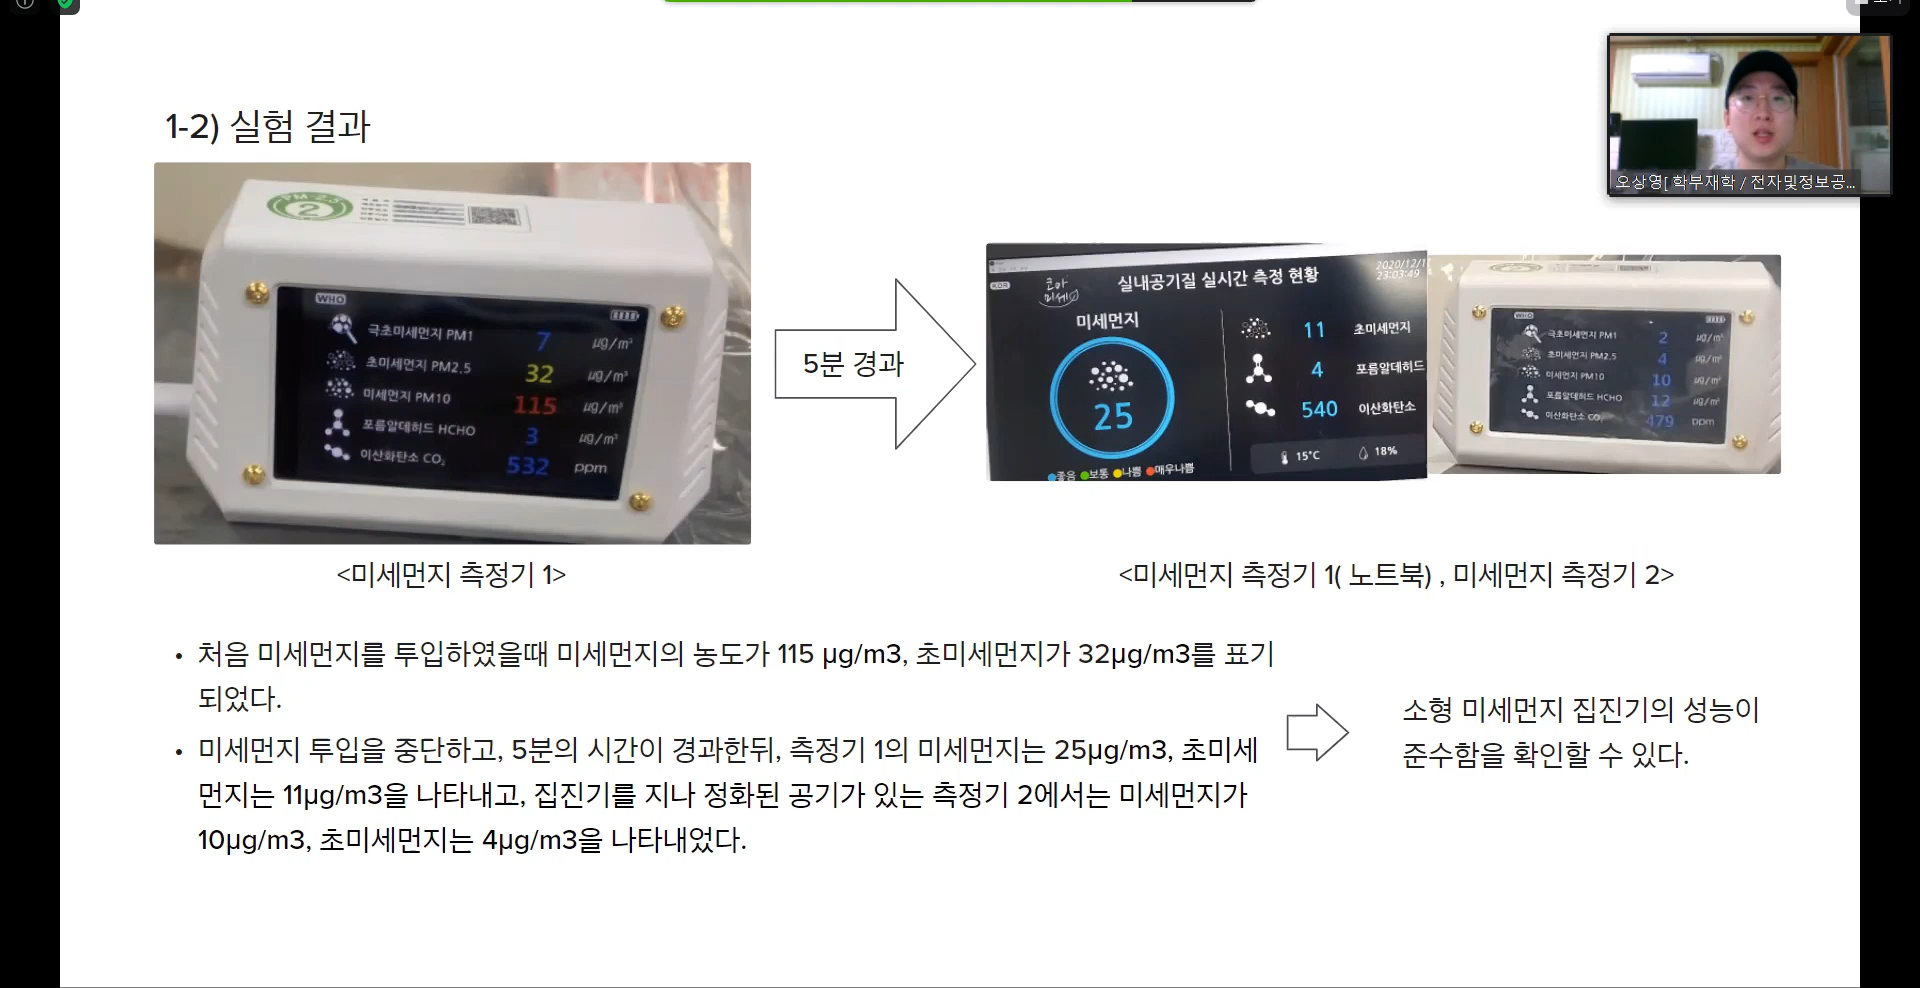 1-2) 실험 결과
오상영[ 학부재학 / 전자및정보공...
PM-2.5
2
WHO
극초미세먼지 PM1 7 µg/m³
초미세먼지 PM2.5 32 µg/m³
미세먼지 PM10 115 µg/m³
포름알데히드 HCHO 3 µg/m³
이산화탄소 CO₂ 532 ppm
5분 경과
KOR
코아
미세
실내공기질 실시간 측정 현황
2020/12/1
23:03:49
미세먼지
25
11 초미세먼지
4 포름알데히드
540 이산화탄소
15°C 18%
좋음 보통 나쁨 매우나쁨
WHO
극초미세먼지 PM1 2 µg/m³
초미세먼지 PM2.5 4 µg/m³
미세먼지 PM10 10 µg/m³
포름알데히드 HCHO 12 µg/m³
이산화탄소 CO₂ 479 ppm
<미세먼지 측정기 1>
<미세먼지 측정기 1( 노트북) , 미세먼지 측정기 2>
• 처음 미세먼지를 투입하였을때 미세먼지의 농도가 115 µg/m3, 초미세먼지가 32µg/m3를 표기
되었다.
• 미세먼지 투입을 중단하고, 5분의 시간이 경과한뒤, 측정기 1의 미세먼지는 25µg/m3, 초미세
먼지는 11µg/m3을 나타내고, 집진기를 지나 정화된 공기가 있는 측정기 2에서는 미세먼지가
10µg/m3, 초미세먼지는 4µg/m3을 나타내었다.
소형 미세먼지 집진기의 성능이
준수함을 확인할 수 있다.